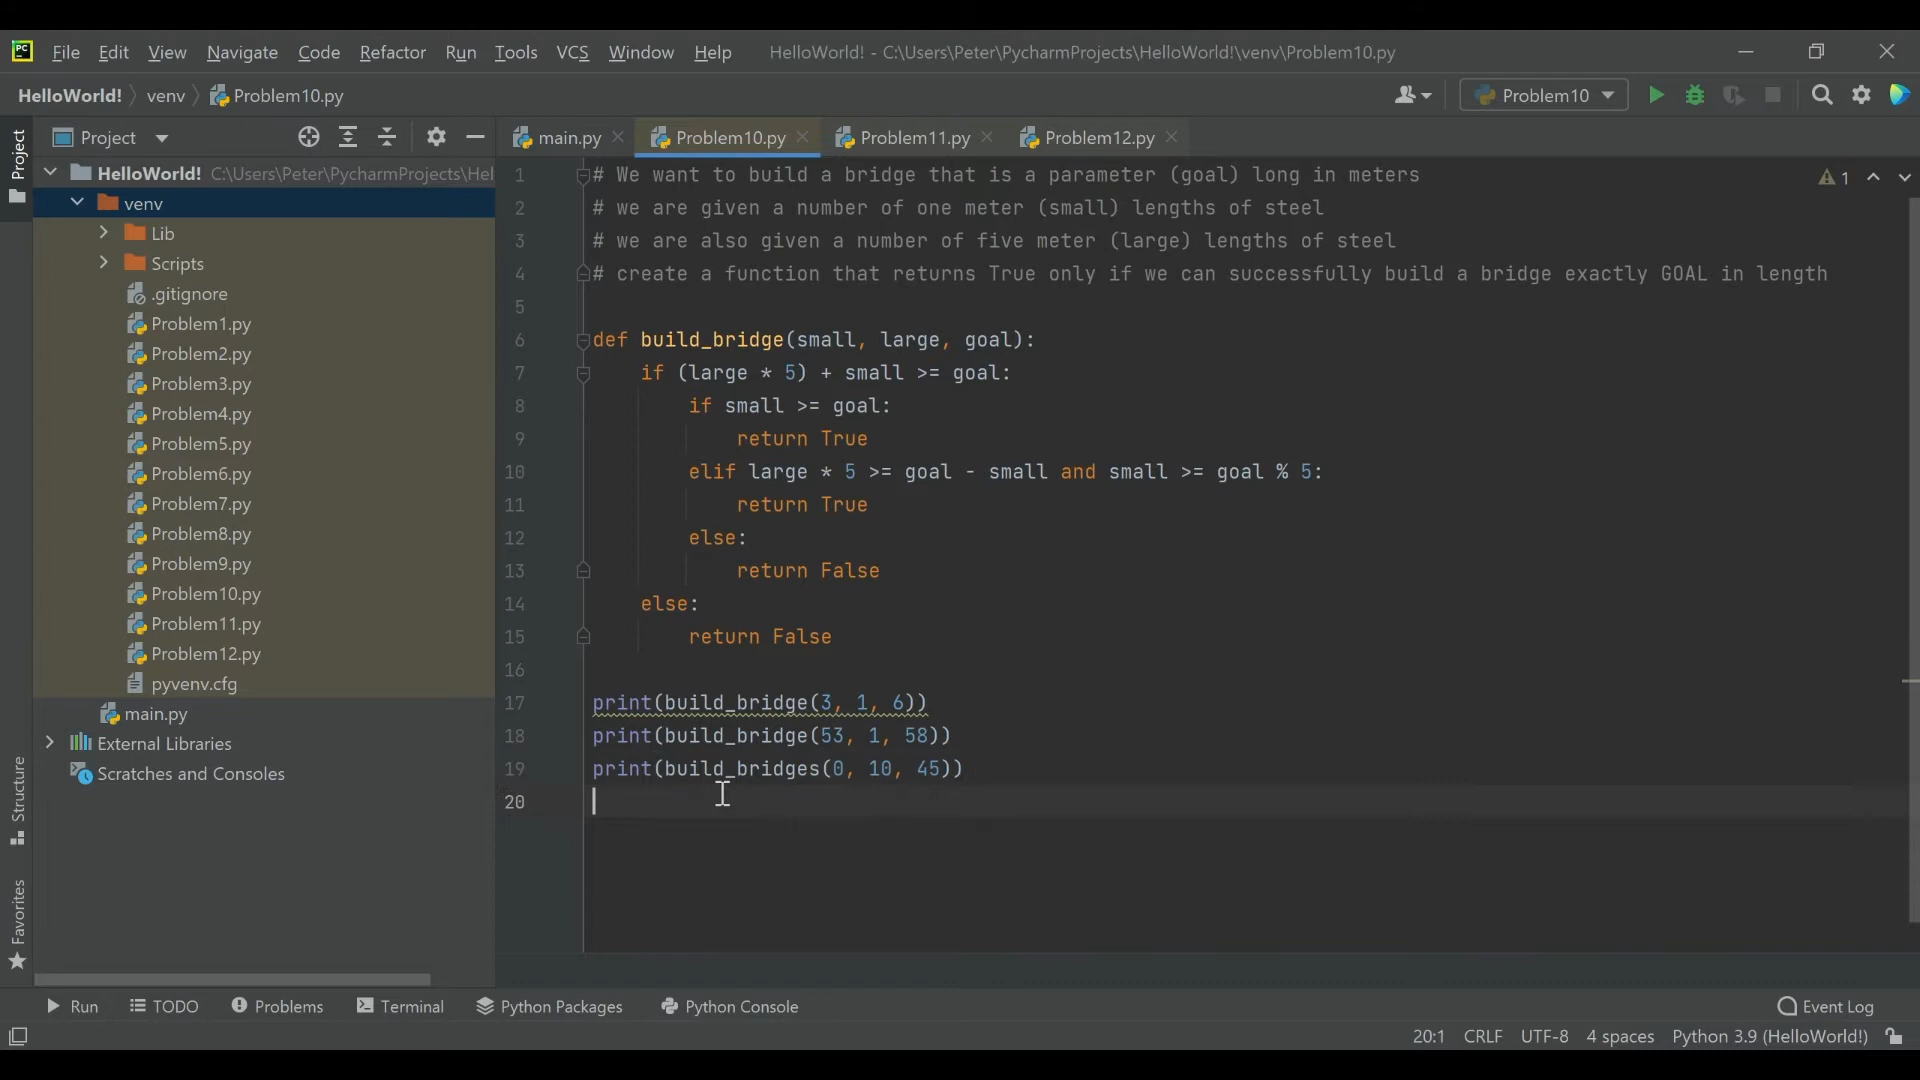 PC File Edit View Navigate Code Refactor Run Tools VCS Window Help HelloWorld! - C:\Users\Peter\PycharmProjects\HelloWorld!\venv\Problem10.py
HelloWorld! venv Problem10.py Problem10
Project
Project
main.py Problem10.py Problem11.py Problem12.py
HelloWorld! C:\Users\Peter\PycharmProjects\Hel
venv
Lib
Scripts
.gitignore
Problem1.py
Problem2.py
Problem3.py
Problem4.py
Problem5.py
Problem6.py
Problem7.py
Problem8.py
Problem9.py
Problem10.py
Problem11.py
Problem12.py
pyvenv.cfg
main.py
External Libraries
Scratches and Consoles
Structure
Favorites
1 # We want to build a bridge that is a parameter (goal) long in meters
1
2 # we are given a number of one meter (small) lengths of steel
3 # we are also given a number of five meter (large) lengths of steel
4 # create a function that returns True only if we can successfully build a bridge exactly GOAL in length
5
6 def build_bridge(small, large, goal):
7 if (large * 5) + small >= goal:
8 if small >= goal:
9 return True
10 elif large * 5 >= goal - small and small >= goal % 5:
11 return True
12 else:
13 return False
14 else:
15 return False
16
17 print(build_bridge(3, 1, 6))
18 print(build_bridge(53, 1, 58))
19 print(build_bridges(0, 10, 45))
20
Run TODO Problems Terminal Python Packages Python Console Event Log
20:1 CRLF UTF-8 4 spaces Python 3.9 (HelloWorld!)